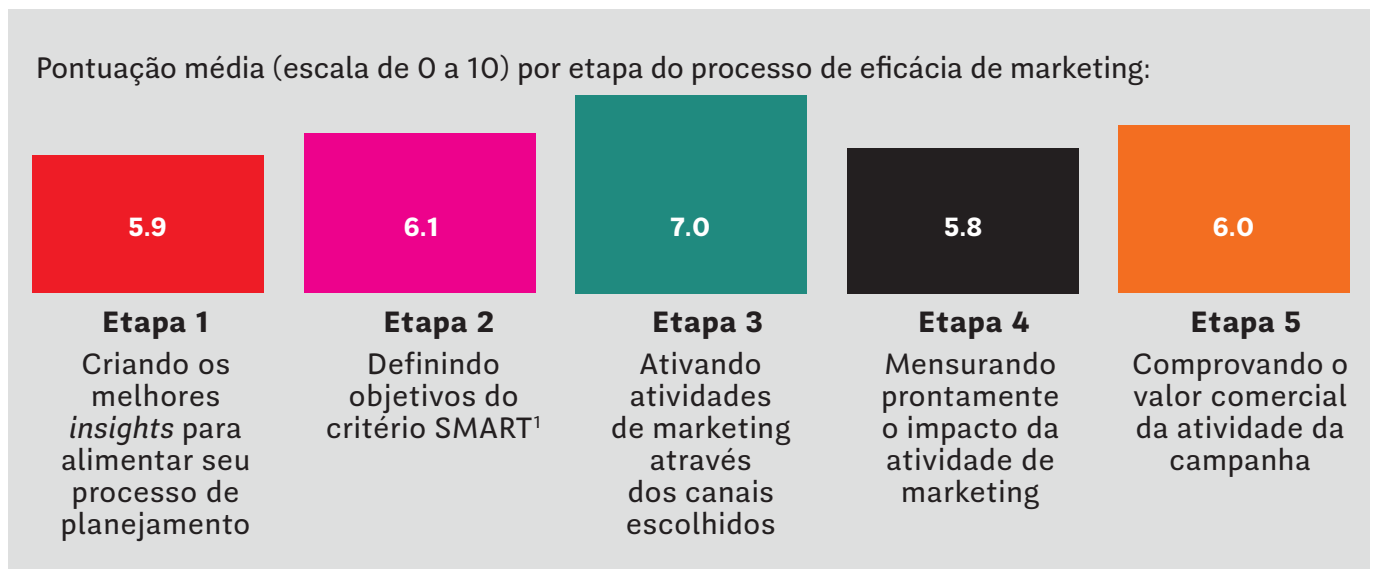 Pontuação média (escala de 0 a 10) por etapa do processo de eficácia de marketing:
5.9
6.1
7.0
5.8
6.0
Etapa 1
Criando os
melhores
insights para
alimentar seu
processo de
planejamento
Etapa 2
Definindo
objetivos do
critério SMART¹
Etapa 3
Ativando
atividades
de marketing
através
dos canais
escolhidos
Etapa 4
Mensurando
prontamente
o impacto da
atividade de
marketing
Etapa 5
Comprovando o
valor comercial
da atividade da
campanha